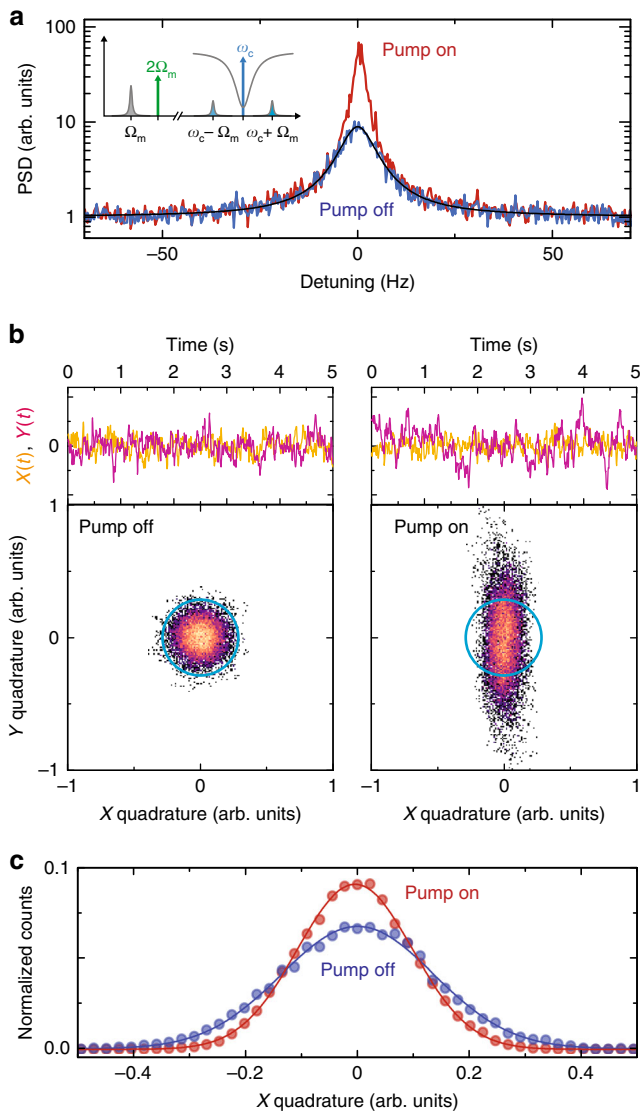 a
100
10
1
PSD (arb. units)
2Ωm
ωc
Ωm
ωc – Ωm
ωc + Ωm
Pump on
Pump off
−50
0
50
Detuning (Hz)
b
Time (s)
0 1 2 3 4 5
Time (s)
0 1 2 3 4 5
X(t), Y(t)
0
1
Pump off
Pump on
Y quadrature (arb. units)
0
−1
−1 0 1
−1 0 1
X quadrature (arb. units)
X quadrature (arb. units)
c
0.1
Pump on
Pump off
Normalized counts
0.0
−0.4 −0.2 0 0.2 0.4
X quadrature (arb. units)